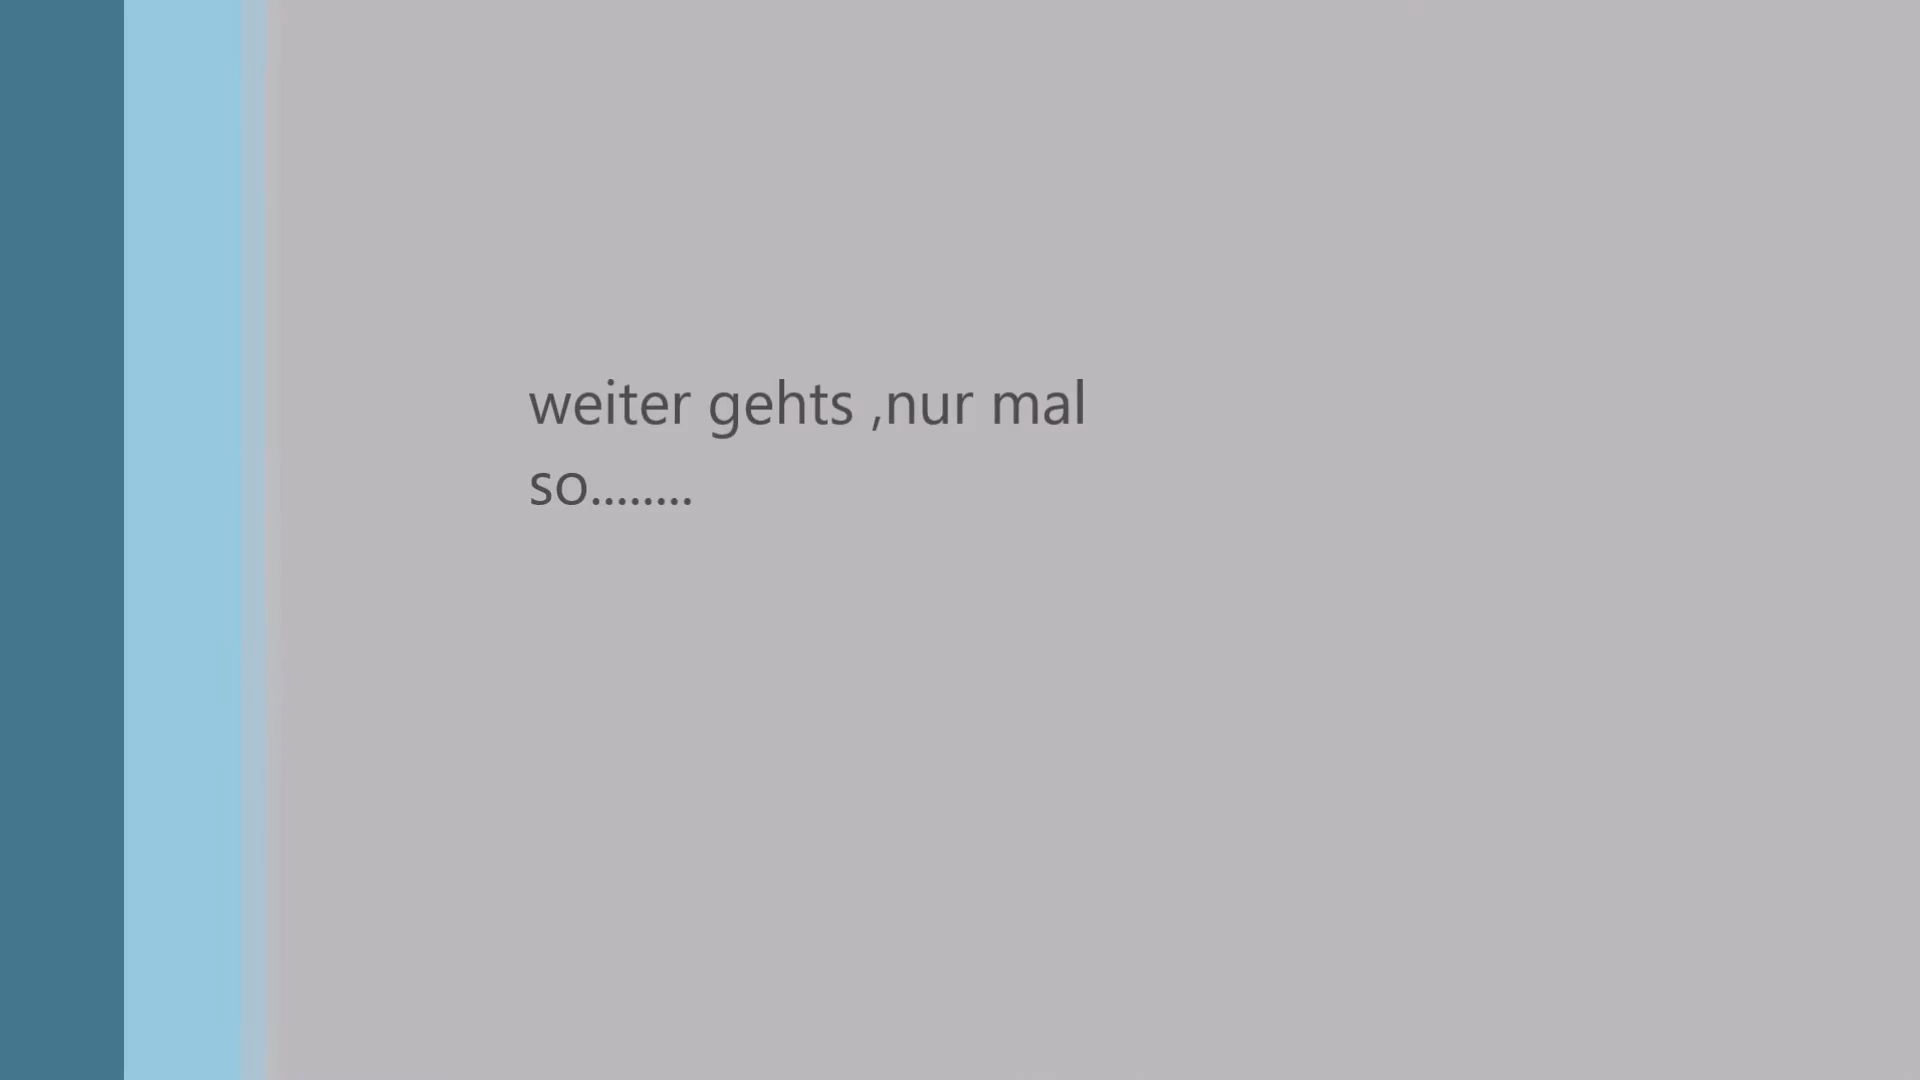 weiter gehts ,nur mal
so........